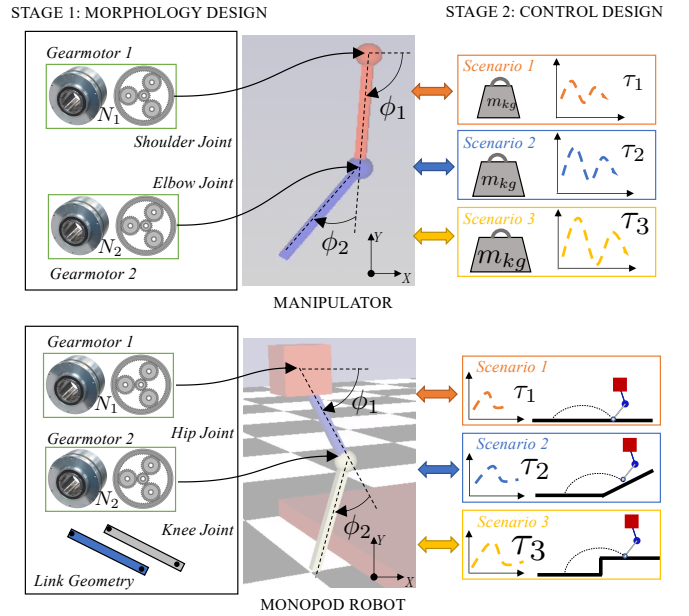 STAGE 1: MORPHOLOGY DESIGN
STAGE 2: CONTROL DESIGN
Gearmotor 1
N1
Shoulder Joint
Elbow Joint
N2
Gearmotor 2
ϕ1
ϕ2
Y
X
MANIPULATOR
Scenario 1
mkg
τ1
Scenario 2
mkg
τ2
Scenario 3
mkg
τ3
Gearmotor 1
N1
Hip Joint
Gearmotor 2
N2
Knee Joint
Link Geometry
ϕ1
ϕ2
Y
X
MONOPOD ROBOT
Scenario 1
τ1
Scenario 2
τ2
Scenario 3
τ3